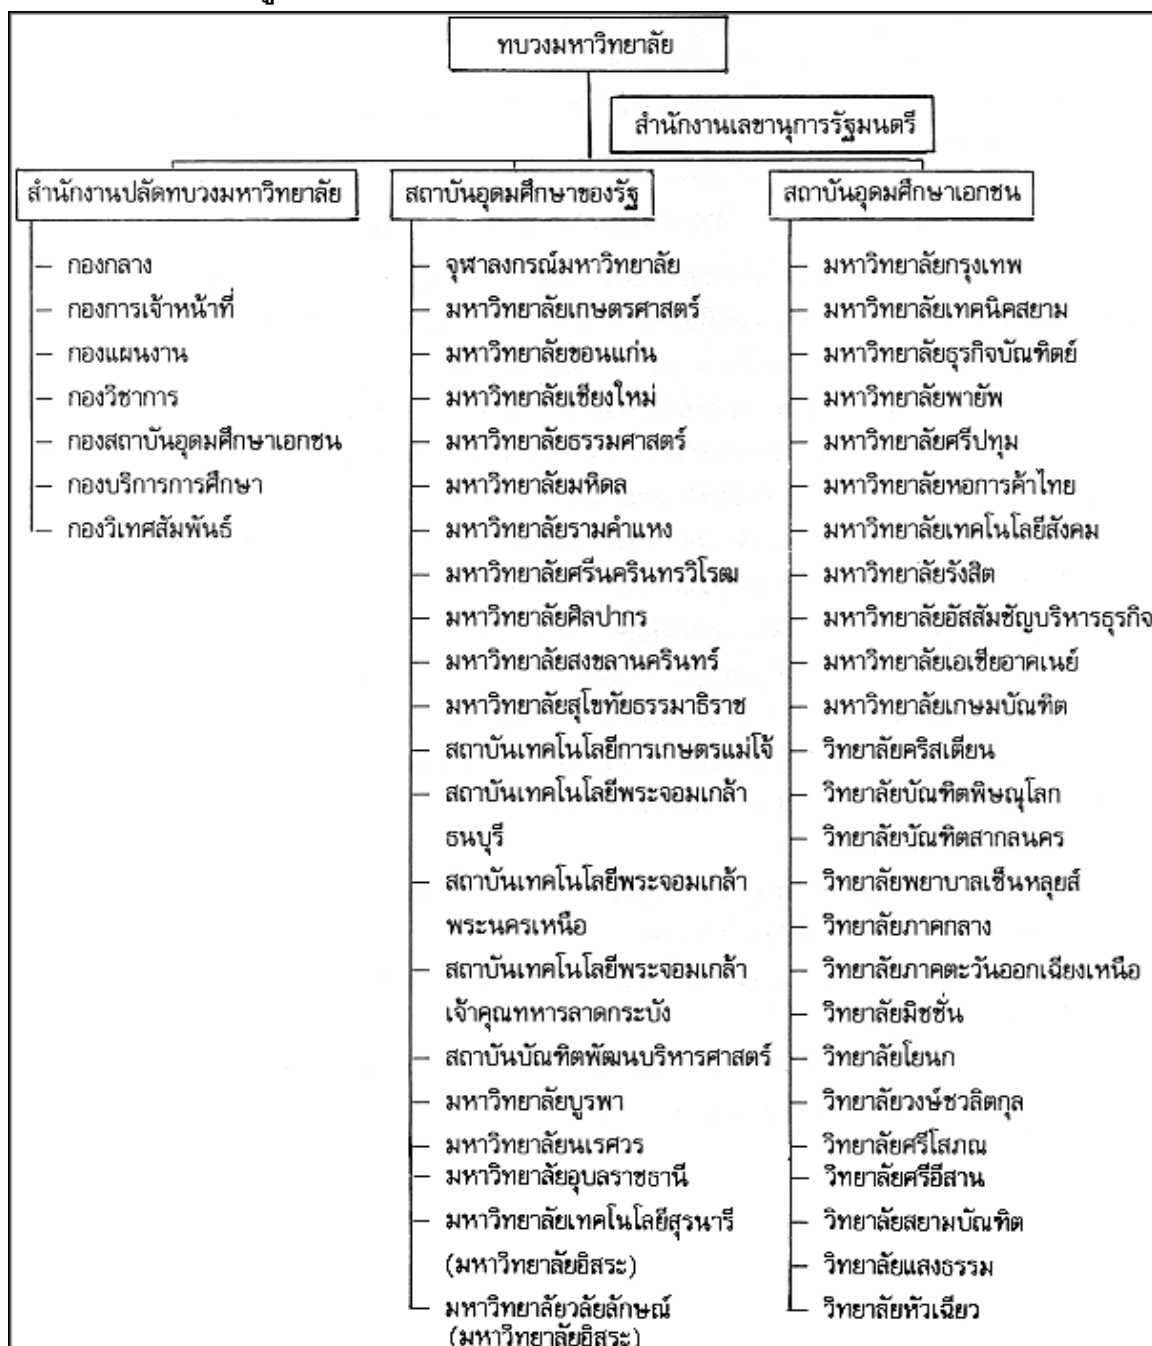 ทบวงมหาวิทยาลัย
สำนักงานเลขานุการรัฐมนตรี
สำนักงานปลัดทบวงมหาวิทยาลัย
กองกลาง
กองการเจ้าหน้าที่
กองแผนงาน
กองวิชาการ
กองสถาบันอุดมศึกษาเอกชน
กองบริการการศึกษา
กองวิเทศสัมพันธ์
สถาบันอุดมศึกษาของรัฐ
จุฬาลงกรณ์มหาวิทยาลัย
มหาวิทยาลัยเกษตรศาสตร์
มหาวิทยาลัยขอนแก่น
มหาวิทยาลัยเชียงใหม่
มหาวิทยาลัยธรรมศาสตร์
มหาวิทยาลัยมหิดล
มหาวิทยาลัยรามคำแหง
มหาวิทยาลัยศรีนครินทรวิโรฒ
มหาวิทยาลัยศิลปากร
มหาวิทยาลัยสงขลานครินทร์
มหาวิทยาลัยสุโขทัยธรรมาธิราช
สถาบันเทคโนโลยีการเกษตรแม่โจ้
สถาบันเทคโนโลยีพระจอมเกล้า
ธนบุรี
สถาบันเทคโนโลยีพระจอมเกล้า
พระนครเหนือ
สถาบันเทคโนโลยีพระจอมเกล้า
เจ้าคุณทหารลาดกระบัง
สถาบันบัณฑิตพัฒนบริหารศาสตร์
มหาวิทยาลัยบูรพา
มหาวิทยาลัยนเรศวร
มหาวิทยาลัยอุบลราชธานี
มหาวิทยาลัยเทคโนโลยีสุรนารี
(มหาวิทยาลัยอิสระ)
มหาวิทยาลัยวลัยลักษณ์
(มหาวิทยาลัยอิสระ)
สถาบันอุดมศึกษาเอกชน
มหาวิทยาลัยกรุงเทพ
มหาวิทยาลัยเทคนิคสยาม
มหาวิทยาลัยธุรกิจบัณฑิตย์
มหาวิทยาลัยพายัพ
มหาวิทยาลัยศรีปทุม
มหาวิทยาลัยหอการค้าไทย
มหาวิทยาลัยเทคโนโลยีสังคม
มหาวิทยาลัยรังสิต
มหาวิทยาลัยอัสสัมชัญบริหารธุรกิจ
มหาวิทยาลัยเอเชียอาคเนย์
มหาวิทยาลัยเกษมบัณฑิต
วิทยาลัยคริสเตียน
วิทยาลัยบัณฑิตพิษณุโลก
วิทยาลัยบัณฑิตสากลนคร
วิทยาลัยพยาบาลเซ็นหลุยส์
วิทยาลัยภาคกลาง
วิทยาลัยภาคตะวันออกเฉียงเหนือ
วิทยาลัยมิชชั่น
วิทยาลัยโยนก
วิทยาลัยวงษ์ชวลิตกุล
วิทยาลัยศรีโสภณ
วิทยาลัยศรีอีสาน
วิทยาลัยสยามบัณฑิต
วิทยาลัยแสงธรรม
วิทยาลัยหัวเฉียว